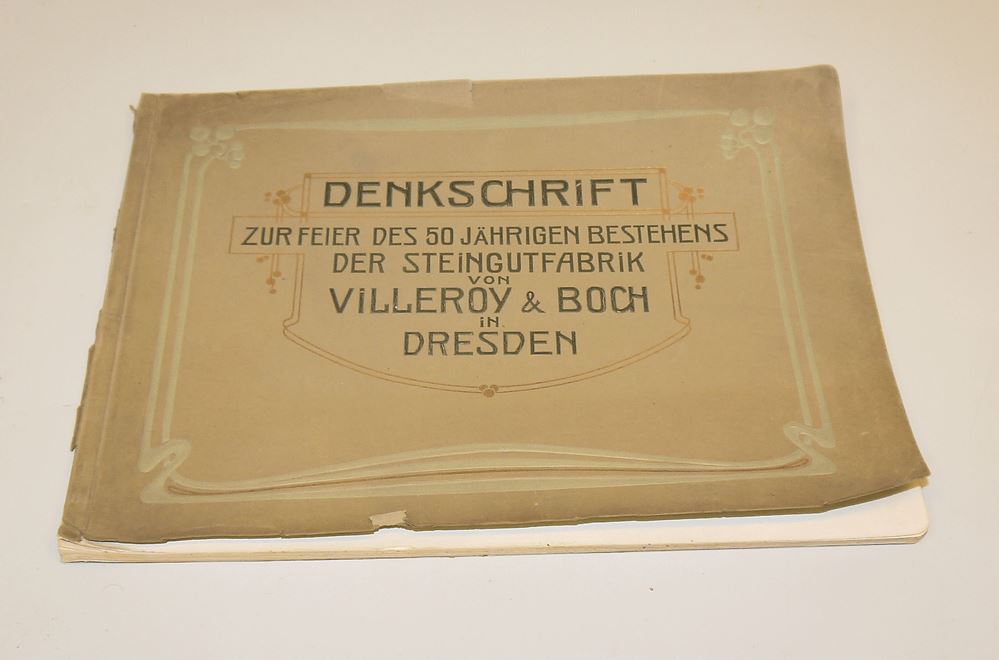 DENKSCHRiFT
ZUR FEIER DES 50 JÄHRIGEN BESTEHENS
DER STEiNGUTFABRiK
VON
ViLLEROY & BOCH
iN
DRESDEN